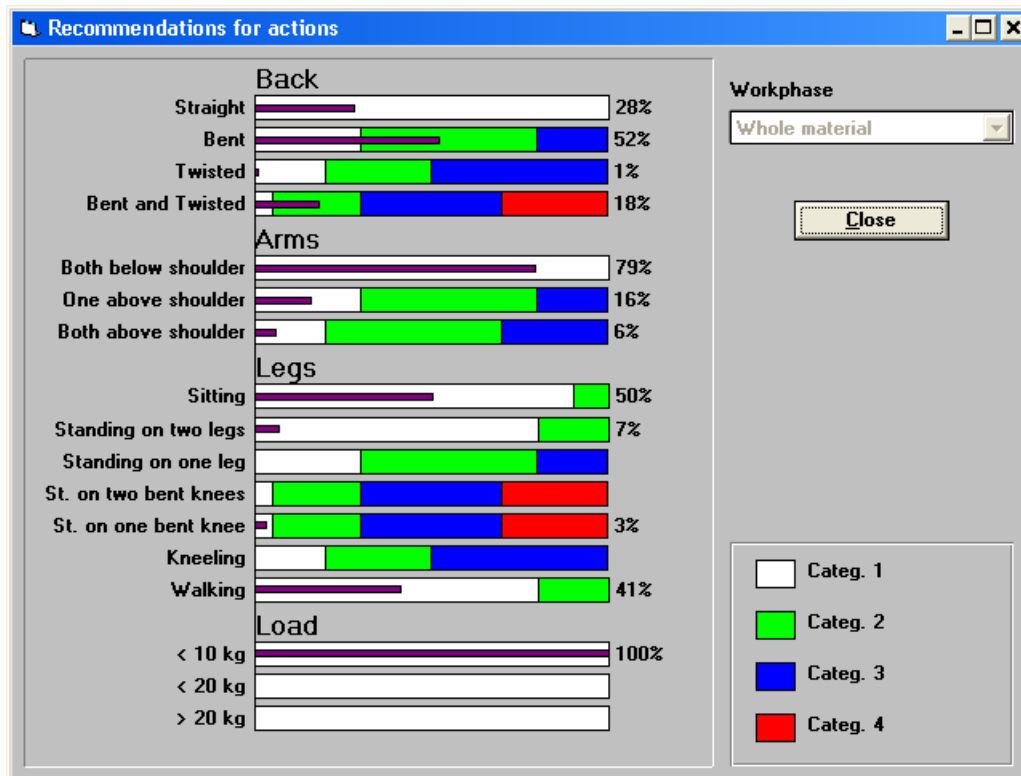 Recommendations for actions
Back
Straight 28%
Bent 52%
Twisted 1%
Bent and Twisted 18%
Arms
Both below shoulder 79%
One above shoulder 16%
Both above shoulder 6%
Legs
Sitting 50%
Standing on two legs 7%
Standing on one leg
St. on two bent knees
St. on one bent knee 3%
Kneeling
Walking 41%
Load
< 10 kg 100%
< 20 kg
> 20 kg
Workphase
Whole material
Close
Categ. 1
Categ. 2
Categ. 3
Categ. 4